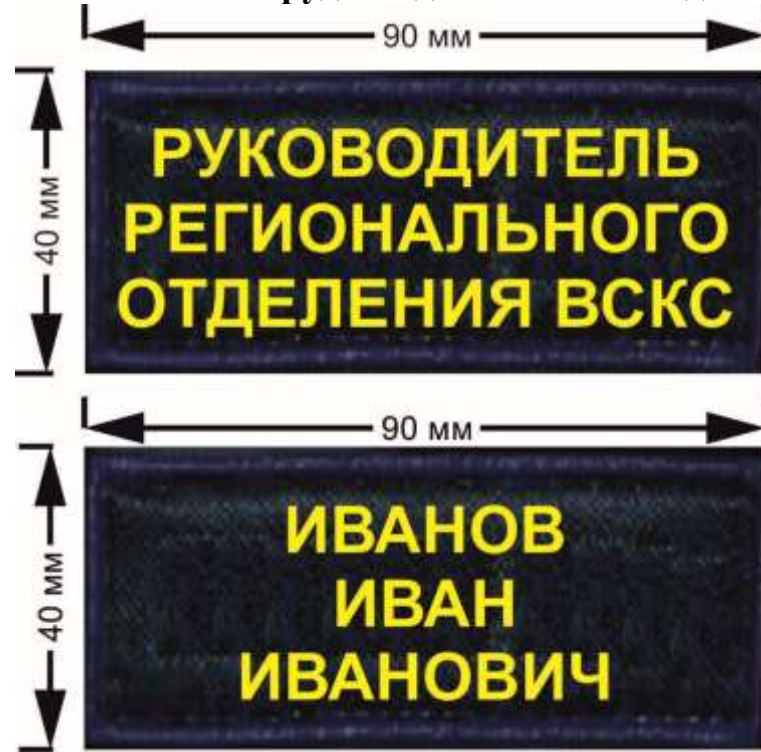 90 мм
40 мм
РУКОВОДИТЕЛЬ
РЕГИОНАЛЬНОГО
ОТДЕЛЕНИЯ ВСКС
90 мм
40 мм
ИВАНОВ
ИВАН
ИВАНОВИЧ